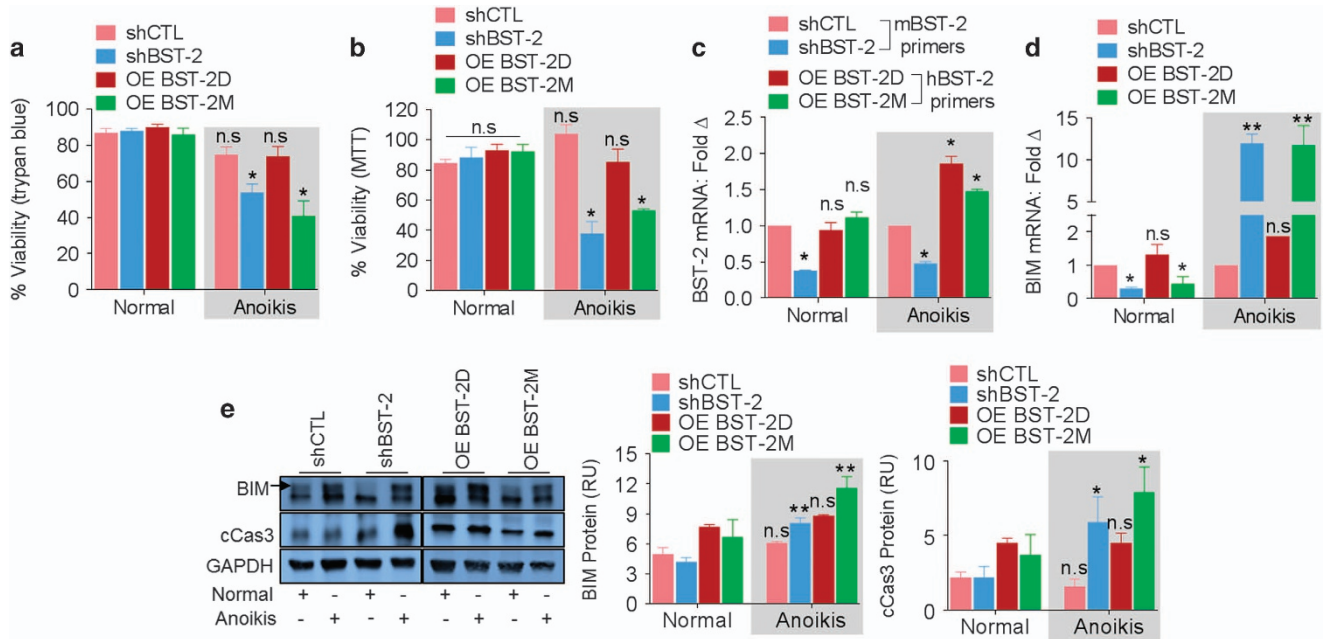 a
shCTL
shBST-2
OE BST-2D
OE BST-2M
% Viability (trypan blue)
100
80
60
40
20
0
n.s
*
n.s
*
Normal
Anoikis
b
shCTL
shBST-2
OE BST-2D
OE BST-2M
% Viability (MTT)
120
100
80
60
40
20
0
n.s
n.s
*
n.s
*
Normal
Anoikis
c
shCTL
shBST-2
mBST-2
primers
OE BST-2D
OE BST-2M
hBST-2
primers
BST-2 mRNA: Fold Δ
2.5
2.0
1.5
1.0
0.5
0.0
*
n.s
*
*
*
Normal
Anoikis
d
shCTL
shBST-2
OE BST-2D
OE BST-2M
BIM mRNA: Fold Δ
15
10
5
2
1
0
*
n.s
*
**
n.s
**
Normal
Anoikis
e
shCTL
shBST-2
OE BST-2D
OE BST-2M
BIM
cCas3
GAPDH
Normal + - + - + - + -
Anoikis - + - + - + - +
shCTL
shBST-2
OE BST-2D
OE BST-2M
BIM Protein (RU)
15
12
9
6
3
0
n.s
**
n.s
**
Normal
Anoikis
shCTL
shBST-2
OE BST-2D
OE BST-2M
cCas3 Protein (RU)
10
5
0
n.s
*
n.s
*
Normal
Anoikis